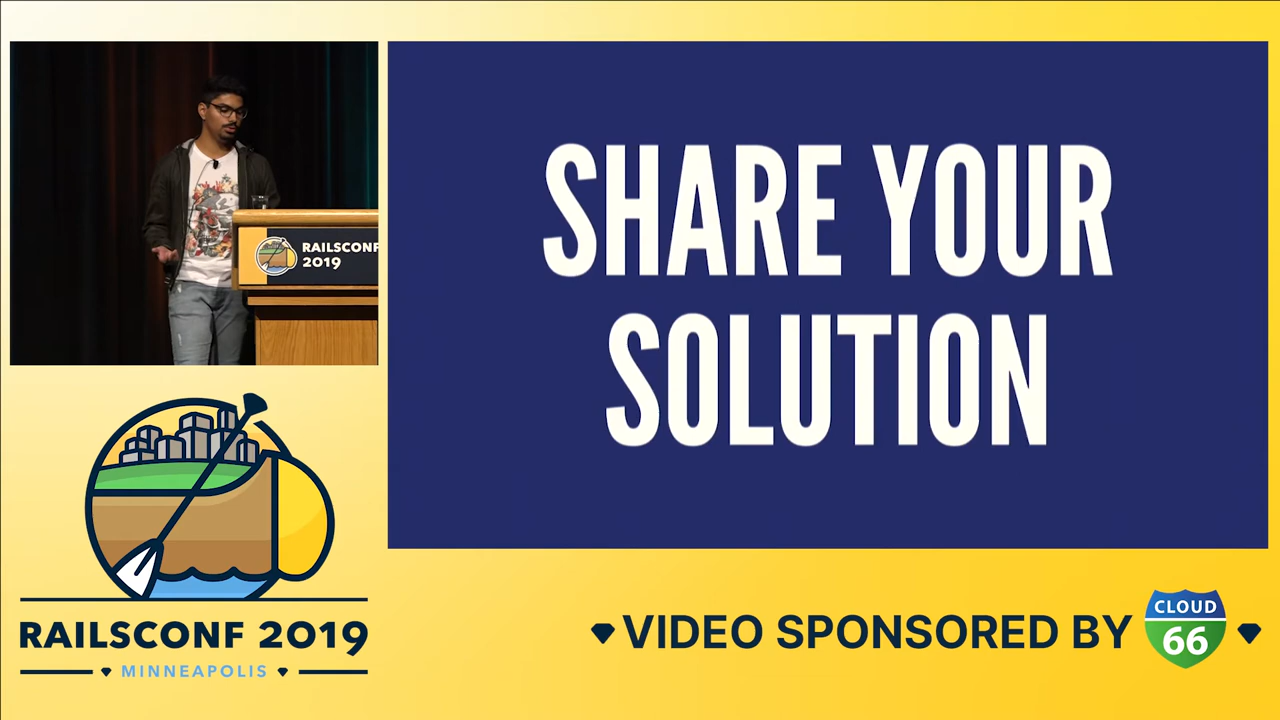 RAILSCONF
2019
SHARE YOUR
SOLUTION
RAILSCONF 2019
MINNEAPOLIS
VIDEO SPONSORED BY
CLOUD
66